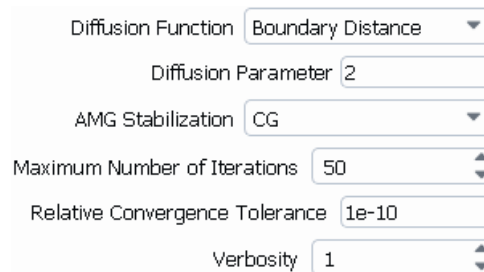 Diffusion Function Boundary Distance
Diffusion Parameter 2
AMG Stabilization CG
Maximum Number of Iterations 50
Relative Convergence Tolerance 1e-10
Verbosity 1